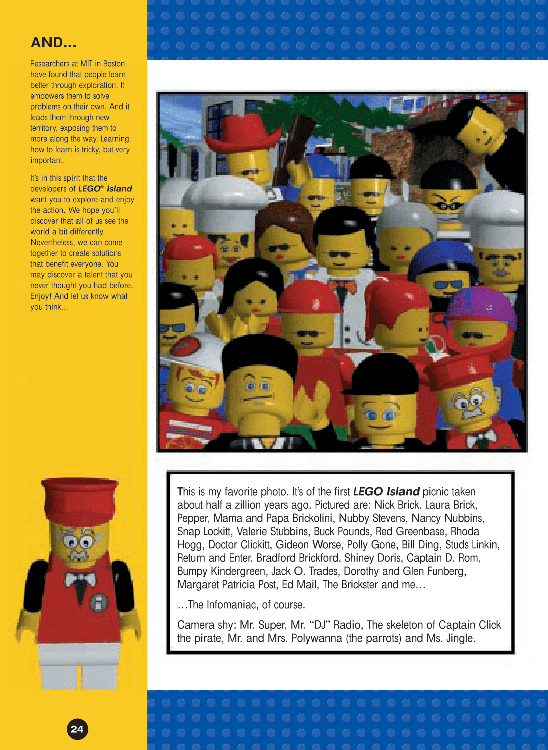 AND...
Researchers at MIT in Boston
have found that people learn
better through exploration. It
empowers them to solve
problems on their own. And it
leads them through new
territory, exposing them to
more along the way. Learning
how to learn is tricky, but very
important.
It's in this spirit that the
developers of LEGO® Island
want you to explore and enjoy
the action. We hope you'll
discover that all of us see the
world a bit differently.
Nevertheless, we can come
together to create solutions
that benefit everyone. You
may discover a talent that you
never thought you had before.
Enjoy! And let us know what
you think...
This is my favorite photo. It's of the first LEGO Island picnic taken
about half a zillion years ago. Pictured are: Nick Brick, Laura Brick,
Pepper, Mama and Papa Brickolini, Nubby Stevens, Nancy Nubbins,
Snap Lockitt, Valerie Stubbins, Buck Pounds, Red Greenbase, Rhoda
Hogg, Doctor Clickitt, Gideon Worse, Polly Gone, Bill Ding, Studs Linkin,
Return and Enter, Bradford Brickford, Shiney Doris, Captain D. Rom,
Bumpy Kindergreen, Jack O. Trades, Dorothy and Glen Funberg,
Margaret Patricia Post, Ed Mail, The Brickster and me...
...The Infomaniac, of course.
Camera shy: Mr. Super, Mr. "DJ" Radio, The skeleton of Captain Click
the pirate, Mr. and Mrs. Polywanna (the parrots) and Ms. Jingle.
24